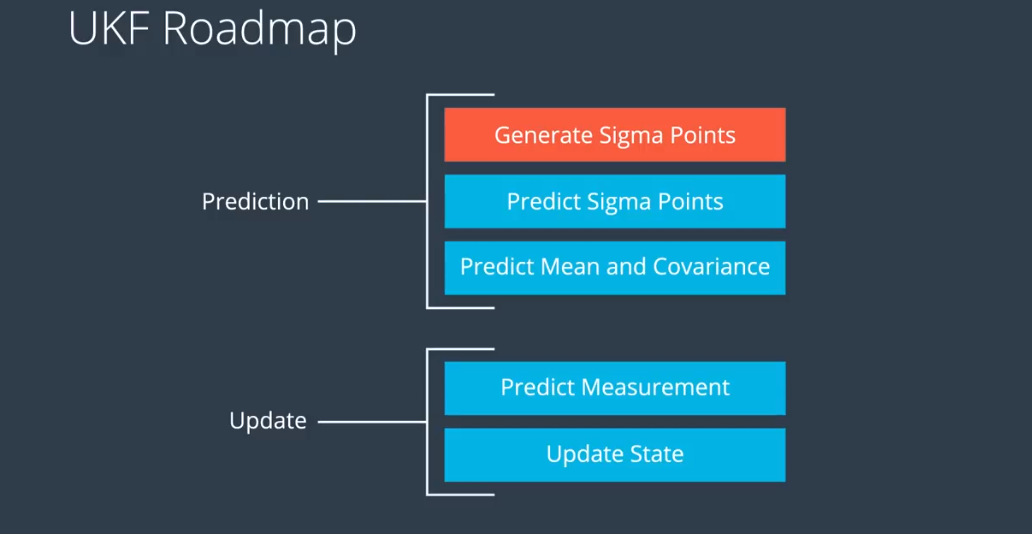 UKF Roadmap
Prediction
Generate Sigma Points
Predict Sigma Points
Predict Mean and Covariance
Update
Predict Measurement
Update State